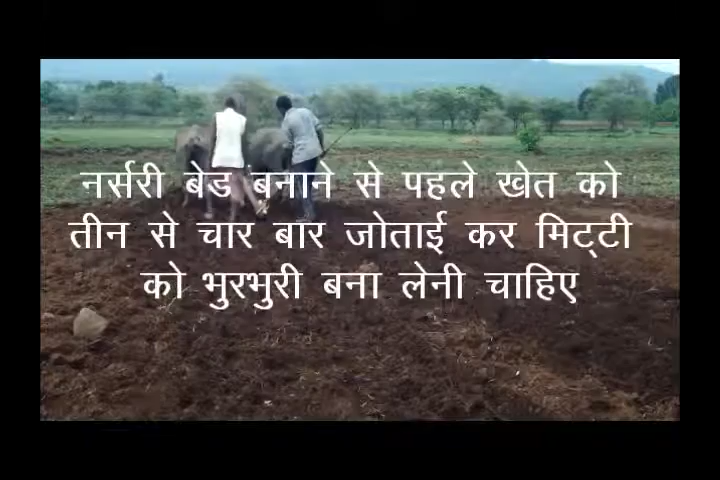 नर्सरी बेड बनाने से पहले खेत को
तीन से चार बार जोताई कर मिट्टी
को भुरभुरी बना लेनी चाहिए